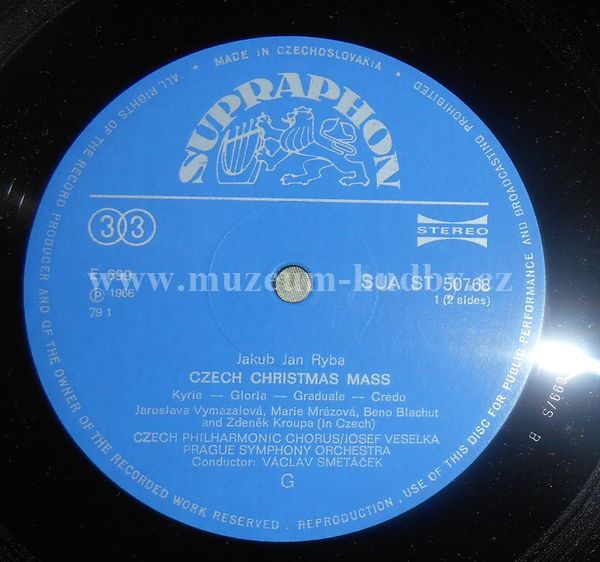 ALL RIGHTS OF THE RECORD PRODUCER AND OF THE OWNER OF THE RECORDED WORK RESERVED . REPRODUCTION, USE OF THIS DISC FOR PUBLIC PERFORMANCE AND BROADCASTING PROHIBITED
• MADE IN CZECHOSLOVAKIA •
SUPRAPHON
33
STEREO
www.muzeum-hudby.cz
SUA ST 50768
℗ 1966
1 (2 sides)
79 1
Jakub Jan Ryba
CZECH CHRISTMAS MASS
Kyrie — Gloria — Graduale — Credo
Jaroslava Vymazalová, Marie Mrázová, Beno Blachut
and Zdeněk Kroupa (in Czech)
CZECH PHILHARMONIC CHORUS/JOSEF VESELKA
PRAGUE SYMPHONY ORCHESTRA
Conductor: VÁCLAV SMETÁČEK
G